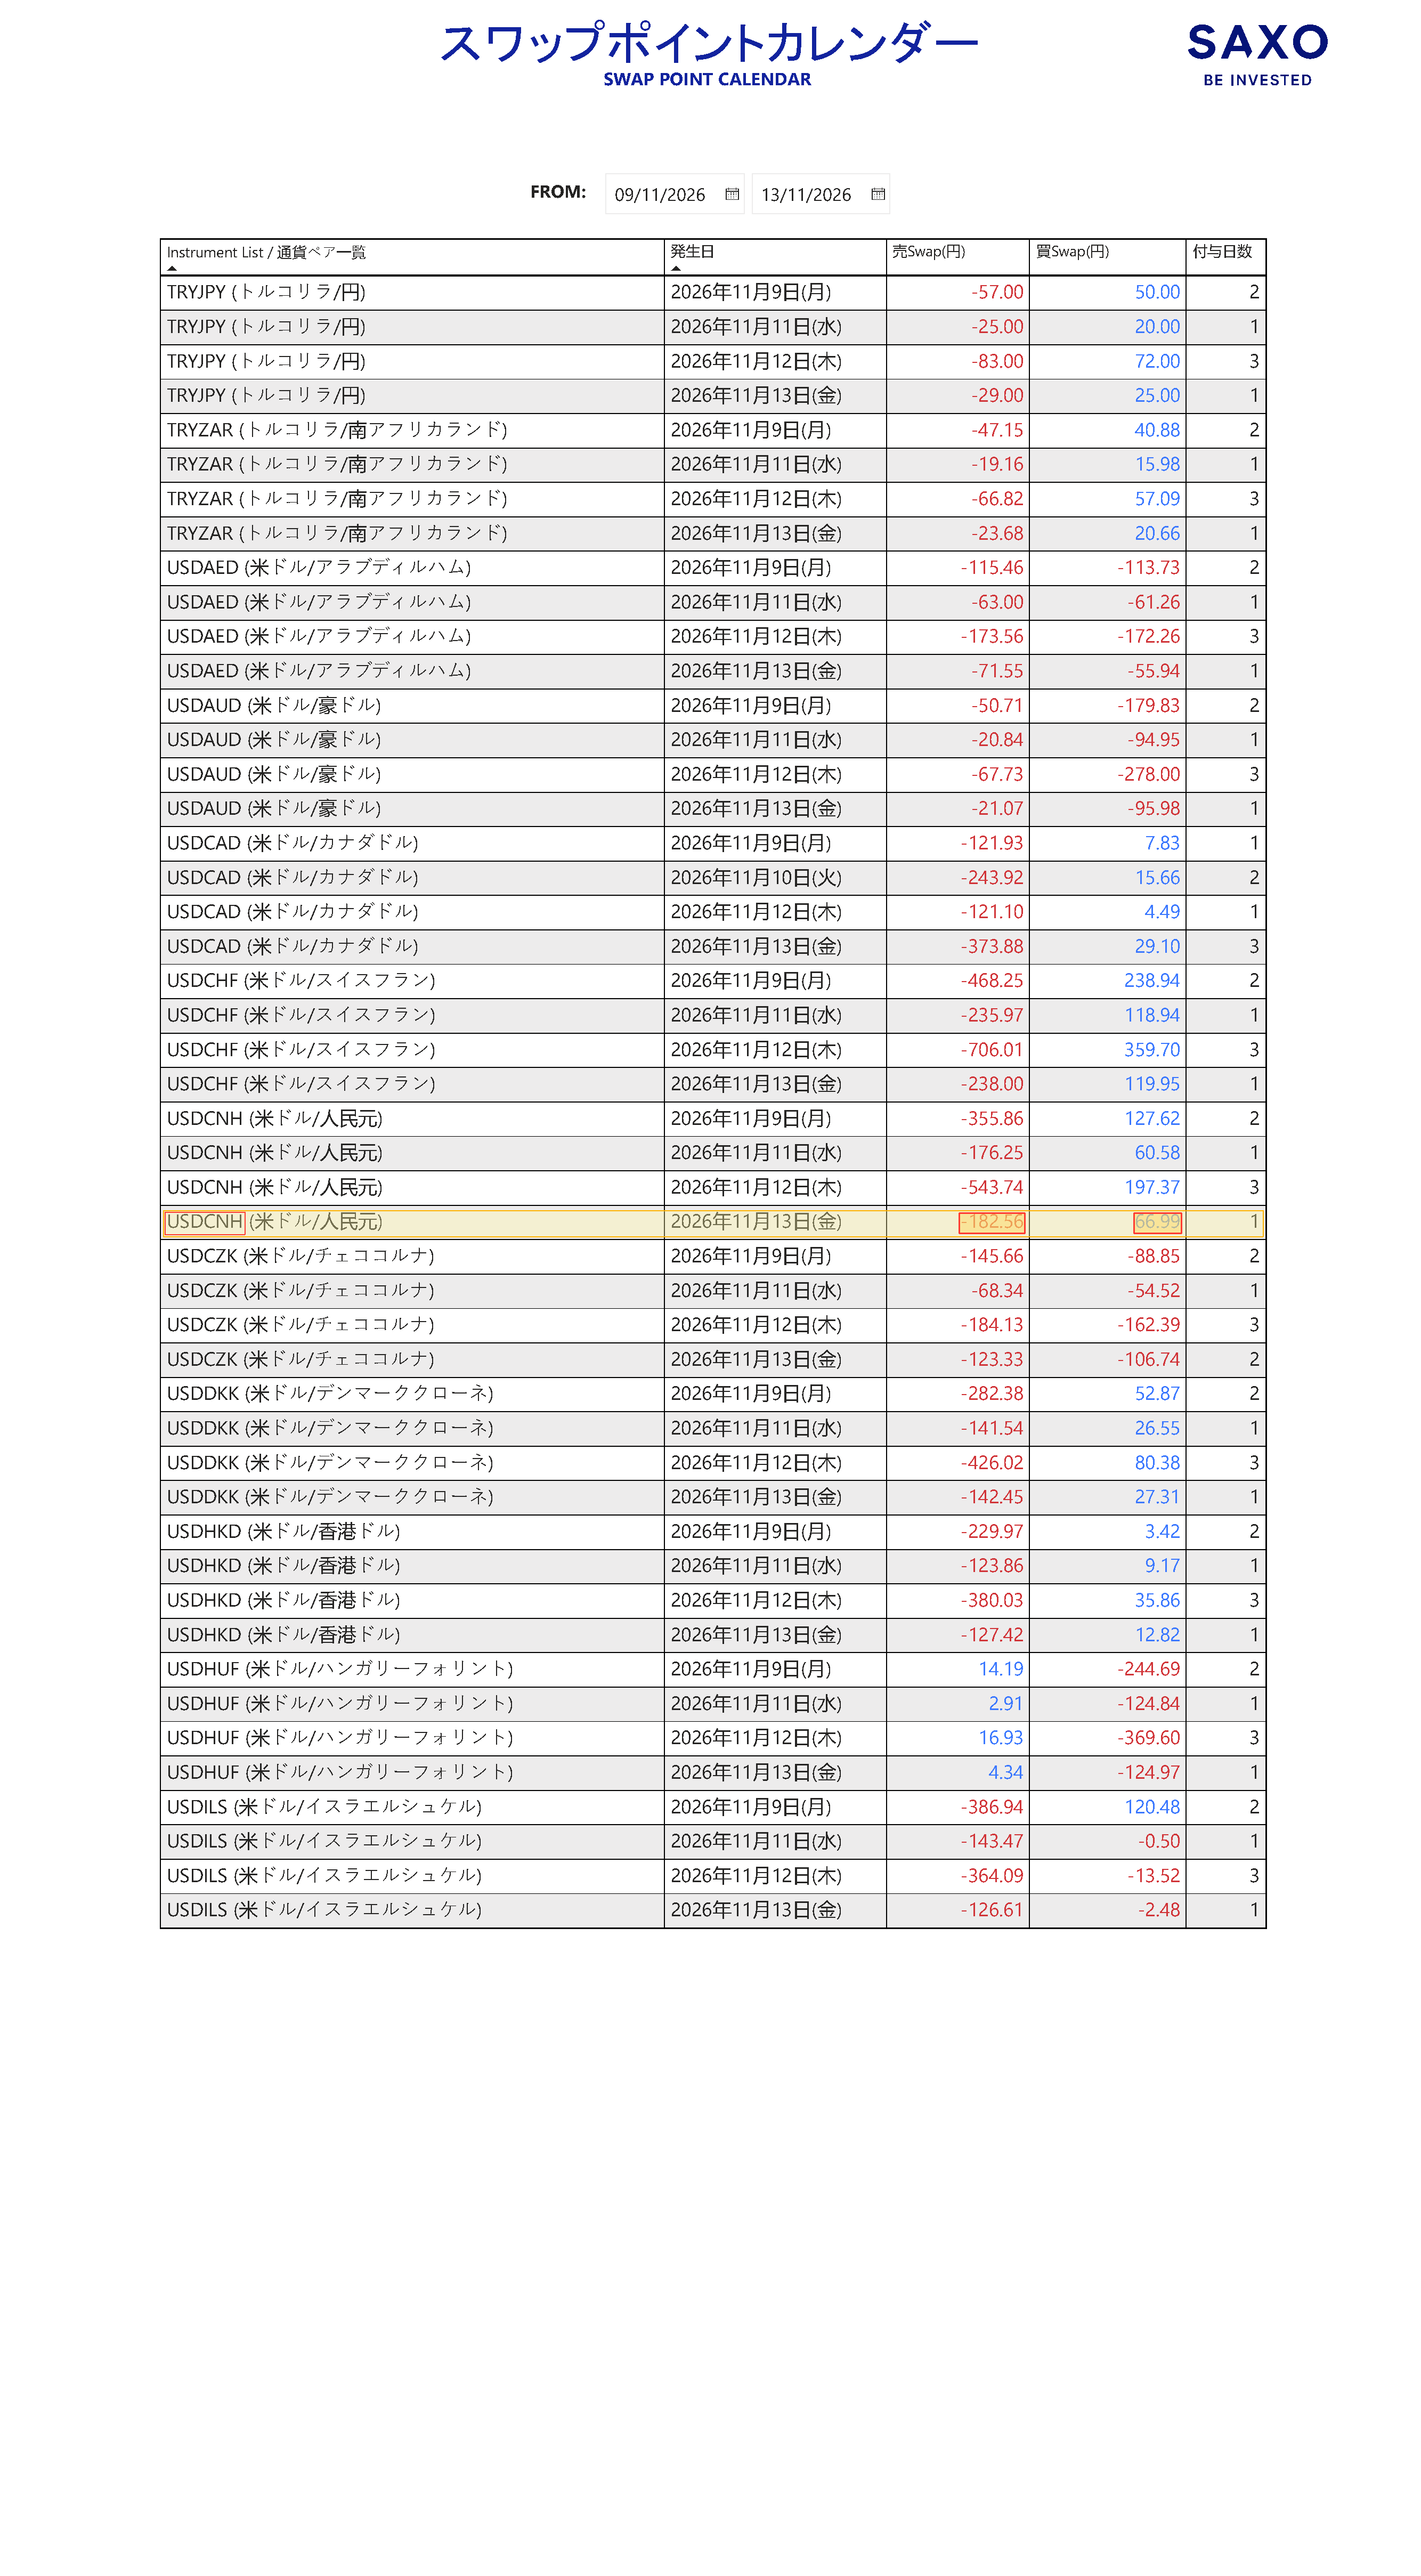 スワップポイントカレンダー
SWAP POINT CALENDAR
SAXO
BE INVESTED
FROM: 09/11/2026 13/11/2026
Instrument List / 通貨ペア一覧 発生日 売Swap(円) 買Swap(円) 付与日数
TRYJPY (トルコリラ/円) 2026年11月9日(月) -57.00 50.00 2
TRYJPY (トルコリラ/円) 2026年11月11日(水) -25.00 20.00 1
TRYJPY (トルコリラ/円) 2026年11月12日(木) -83.00 72.00 3
TRYJPY (トルコリラ/円) 2026年11月13日(金) -29.00 25.00 1
TRYZAR (トルコリラ/南アフリカランド) 2026年11月9日(月) -47.15 40.88 2
TRYZAR (トルコリラ/南アフリカランド) 2026年11月11日(水) -19.16 15.98 1
TRYZAR (トルコリラ/南アフリカランド) 2026年11月12日(木) -66.82 57.09 3
TRYZAR (トルコリラ/南アフリカランド) 2026年11月13日(金) -23.68 20.66 1
USDAED (米ドル/アラブディルハム) 2026年11月9日(月) -115.46 -113.73 2
USDAED (米ドル/アラブディルハム) 2026年11月11日(水) -63.00 -61.26 1
USDAED (米ドル/アラブディルハム) 2026年11月12日(木) -173.56 -172.26 3
USDAED (米ドル/アラブディルハム) 2026年11月13日(金) -71.55 -55.94 1
USDAUD (米ドル/豪ドル) 2026年11月9日(月) -50.71 -179.83 2
USDAUD (米ドル/豪ドル) 2026年11月11日(水) -20.84 -94.95 1
USDAUD (米ドル/豪ドル) 2026年11月12日(木) -67.73 -278.00 3
USDAUD (米ドル/豪ドル) 2026年11月13日(金) -21.07 -95.98 1
USDCAD (米ドル/カナダドル) 2026年11月9日(月) -121.93 7.83 1
USDCAD (米ドル/カナダドル) 2026年11月10日(火) -243.92 15.66 2
USDCAD (米ドル/カナダドル) 2026年11月12日(木) -121.10 4.49 1
USDCAD (米ドル/カナダドル) 2026年11月13日(金) -373.88 29.10 3
USDCHF (米ドル/スイスフラン) 2026年11月9日(月) -468.25 238.94 2
USDCHF (米ドル/スイスフラン) 2026年11月11日(水) -235.97 118.94 1
USDCHF (米ドル/スイスフラン) 2026年11月12日(木) -706.01 359.70 3
USDCHF (米ドル/スイスフラン) 2026年11月13日(金) -238.00 119.95 1
USDCNH (米ドル/人民元) 2026年11月9日(月) -355.86 127.62 2
USDCNH (米ドル/人民元) 2026年11月11日(水) -176.25 60.58 1
USDCNH (米ドル/人民元) 2026年11月12日(木) -543.74 197.37 3
USDCNH (米ドル/人民元) 2026年11月13日(金) -182.56 66.99 1
USDCZK (米ドル/チェココルナ) 2026年11月9日(月) -145.66 -88.85 2
USDCZK (米ドル/チェココルナ) 2026年11月11日(水) -68.34 -54.52 1
USDCZK (米ドル/チェココルナ) 2026年11月12日(木) -184.13 -162.39 3
USDCZK (米ドル/チェココルナ) 2026年11月13日(金) -123.33 -106.74 2
USDDKK (米ドル/デンマーククローネ) 2026年11月9日(月) -282.38 52.87 2
USDDKK (米ドル/デンマーククローネ) 2026年11月11日(水) -141.54 26.55 1
USDDKK (米ドル/デンマーククローネ) 2026年11月12日(木) -426.02 80.38 3
USDDKK (米ドル/デンマーククローネ) 2026年11月13日(金) -142.45 27.31 1
USDHKD (米ドル/香港ドル) 2026年11月9日(月) -229.97 3.42 2
USDHKD (米ドル/香港ドル) 2026年11月11日(水) -123.86 9.17 1
USDHKD (米ドル/香港ドル) 2026年11月12日(木) -380.03 35.86 3
USDHKD (米ドル/香港ドル) 2026年11月13日(金) -127.42 12.82 1
USDHUF (米ドル/ハンガリーフォリント) 2026年11月9日(月) 14.19 -244.69 2
USDHUF (米ドル/ハンガリーフォリント) 2026年11月11日(水) 2.91 -124.84 1
USDHUF (米ドル/ハンガリーフォリント) 2026年11月12日(木) 16.93 -369.60 3
USDHUF (米ドル/ハンガリーフォリント) 2026年11月13日(金) 4.34 -124.97 1
USDILS (米ドル/イスラエルシュケル) 2026年11月9日(月) -386.94 120.48 2
USDILS (米ドル/イスラエルシュケル) 2026年11月11日(水) -143.47 -0.50 1
USDILS (米ドル/イスラエルシュケル) 2026年11月12日(木) -364.09 -13.52 3
USDILS (米ドル/イスラエルシュケル) 2026年11月13日(金) -126.61 -2.48 1